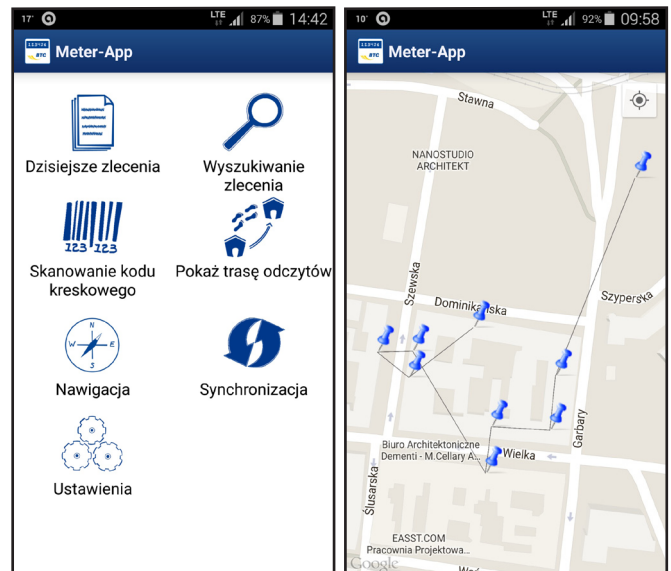 17°
LTE
87%
14:42
Meter-App
Dzisiejsze zlecenia
Wyszukiwanie
zlecenia
123 123
Skanowanie kodu
kreskowego
Pokaż trasę odczytów
N
W
E
S
Nawigacja
Synchronizacja
Ustawienia
10°
LTE
92%
09:58
Meter-App
Stawna
NANOSTUDIO
ARCHITEKT
Szewska
Szyperska
Dominikańska
Garbary
Biuro Architektoniczne
Dementi - M.Cellary A...
Wielka
Ślusarska
EASST.COM
Pracownia Projektowa...
Google